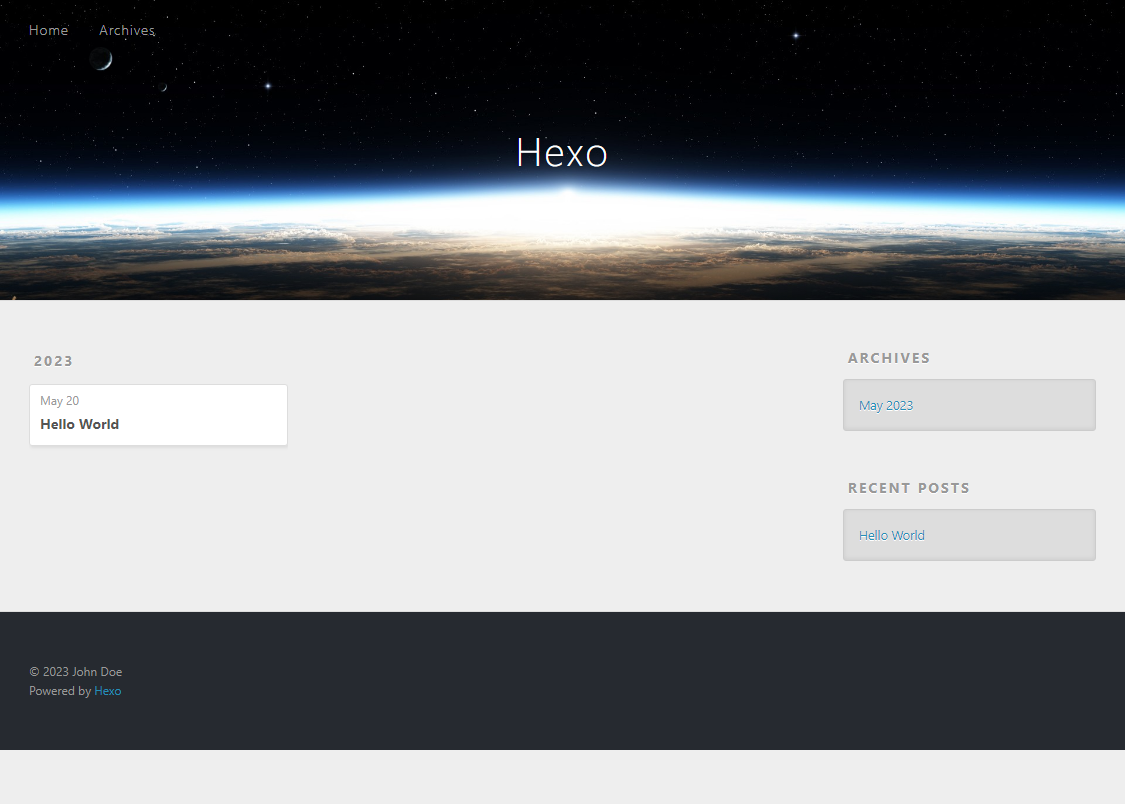 Home Archives
Hexo
2023
May 20
Hello World
ARCHIVES
May 2023
RECENT POSTS
Hello World
© 2023 John Doe
Powered by Hexo